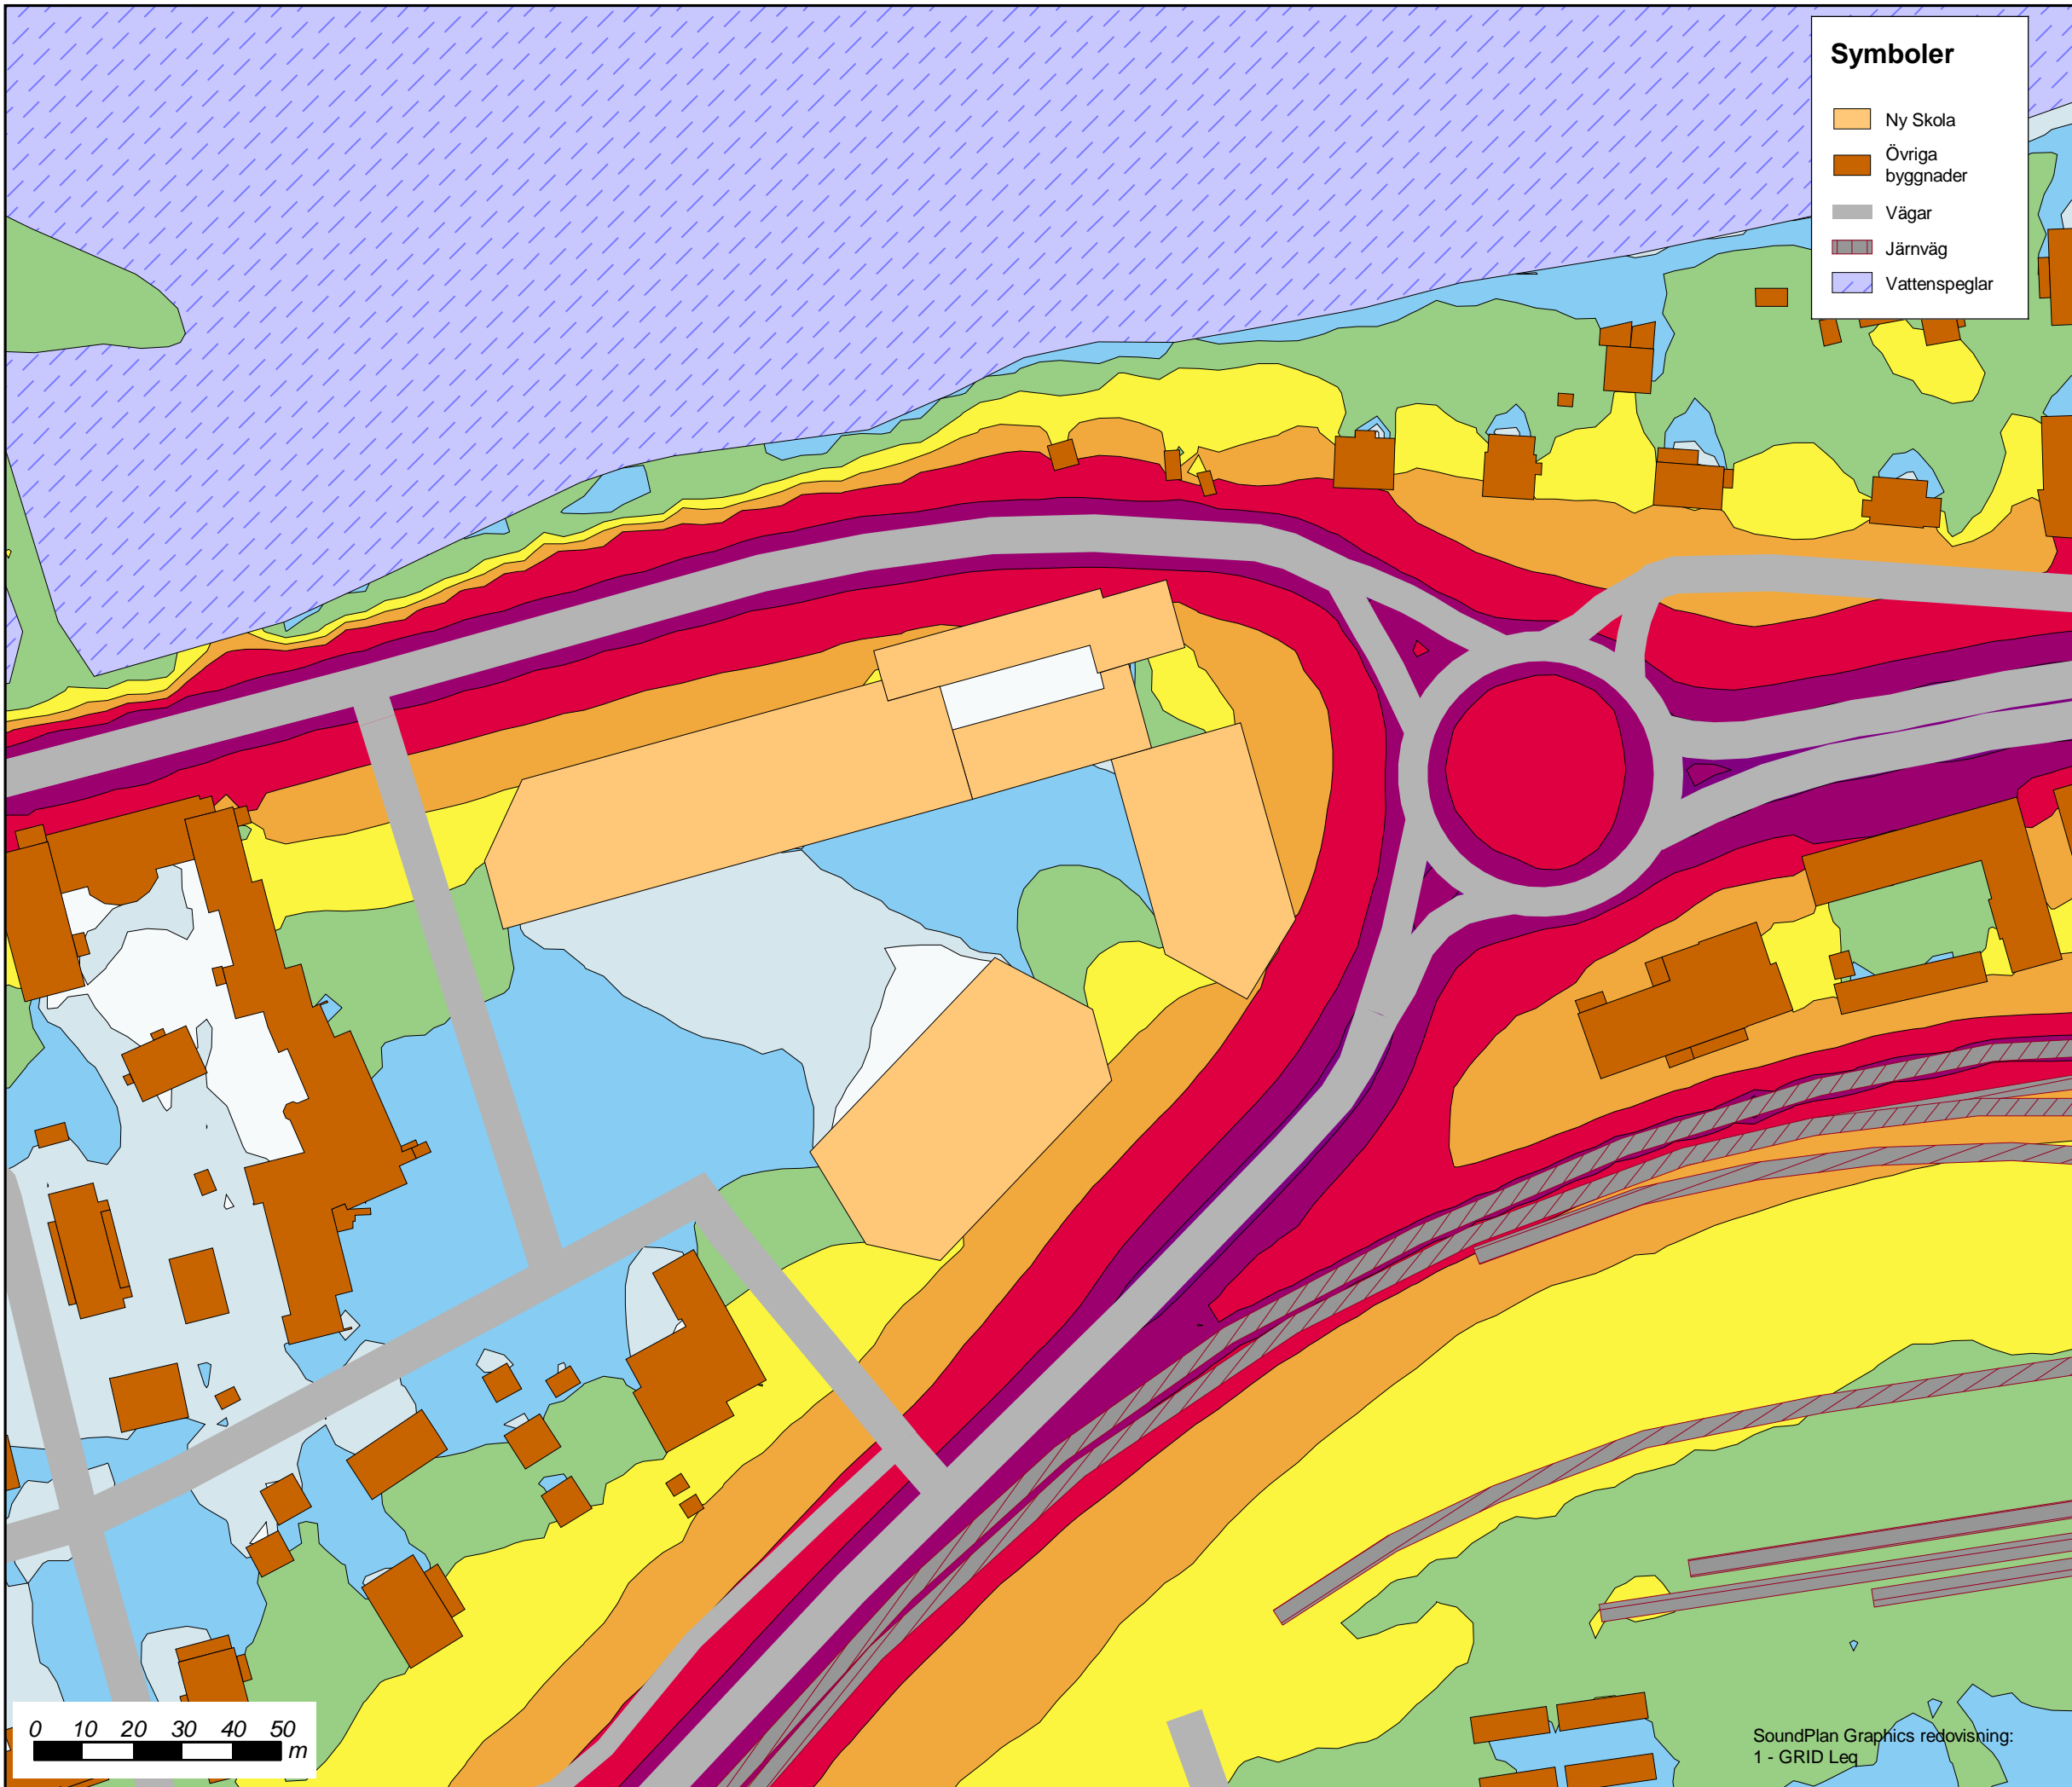 Symboler
Ny Skola
Övriga
byggnader
Vägar
Järnväg
Vattenspeglar
0 10 20 30 40 50
m
SoundPlan Graphics redovisning:
1 - GRID Leq